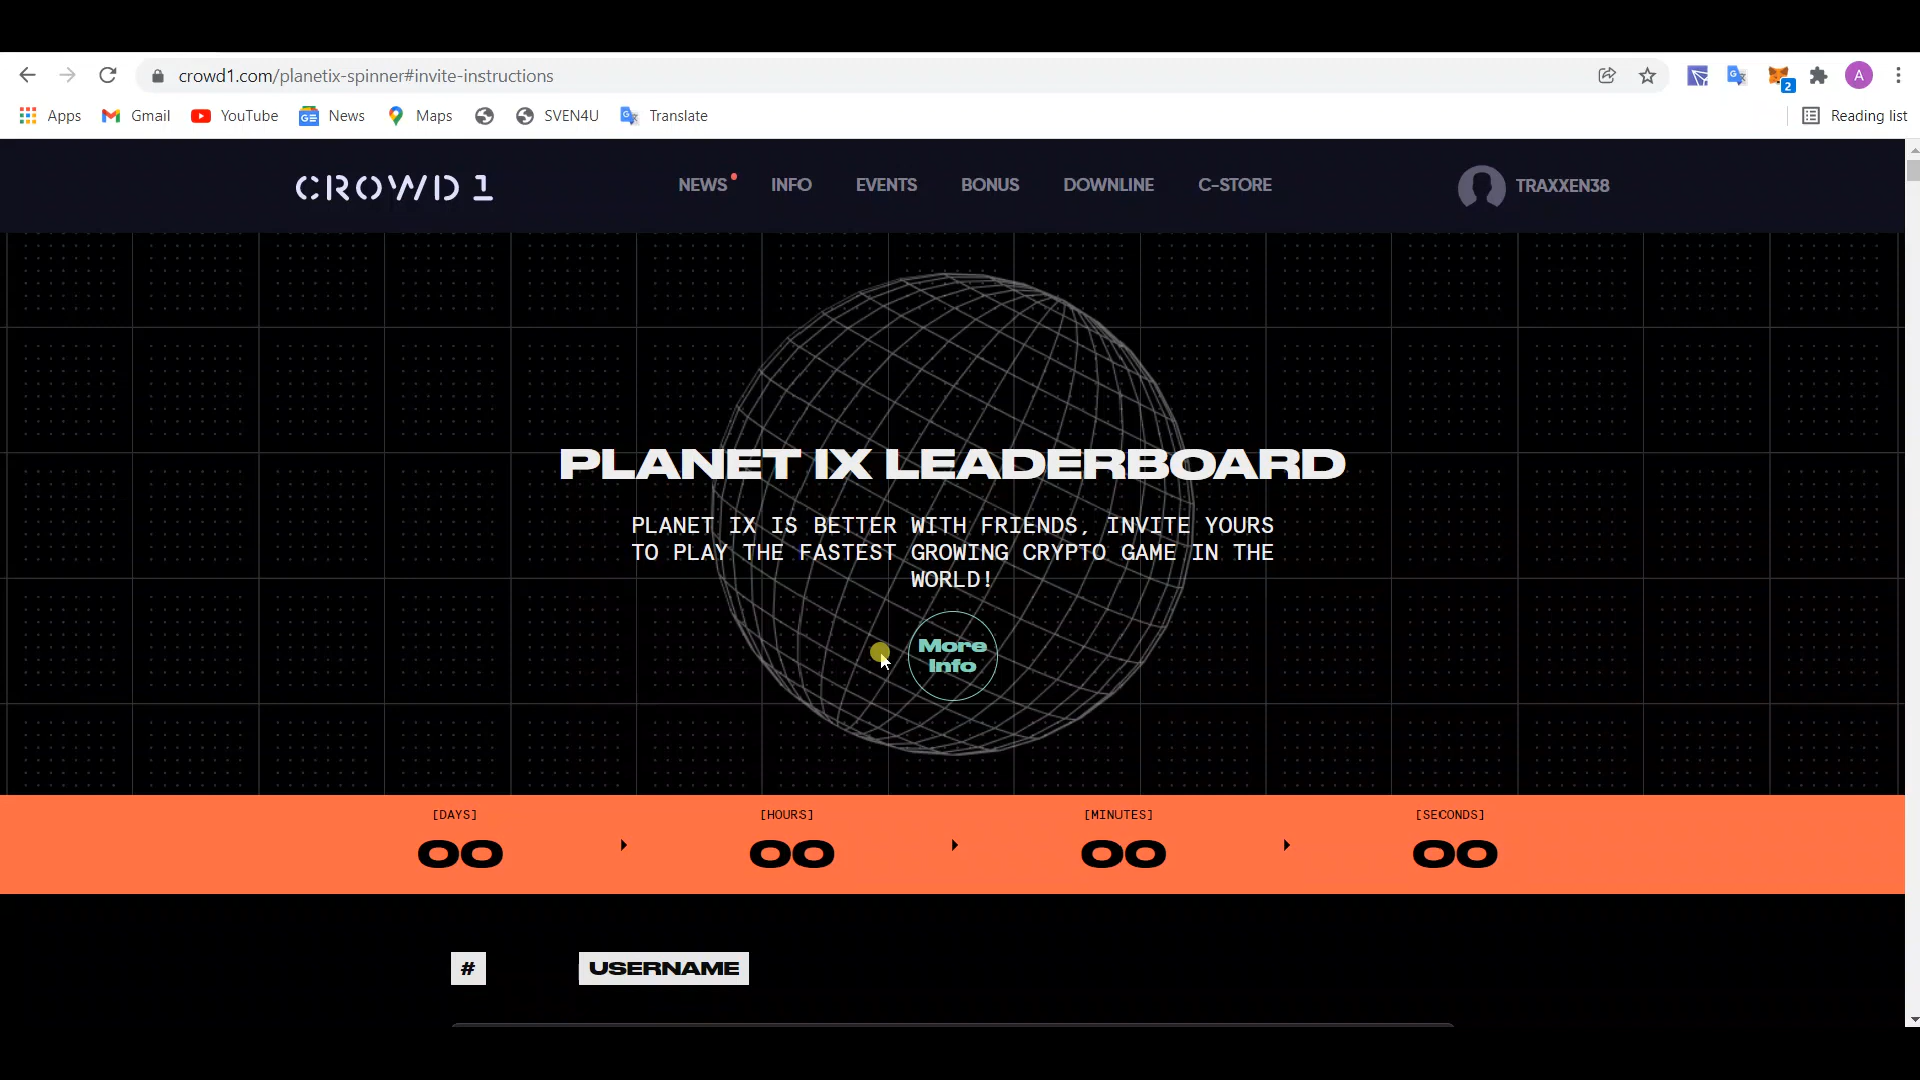 crowd1.com/planetix-spinner#invite-instructions
2
A
Apps
Gmail
YouTube
News
Maps
SVEN4U
Translate
Reading list
CROWD 1
NEWS
INFO
EVENTS
BONUS
DOWNLINE
C-STORE
TRAXXEN38
PLANET IX LEADERBOARD
PLANET IX IS BETTER WITH FRIENDS, INVITE YOURS
TO PLAY THE FASTEST GROWING CRYPTO GAME IN THE
WORLD!
More
Info
[DAYS]
[HOURS]
[MINUTES]
[SECONDS]
00
00
00
00
#
USERNAME